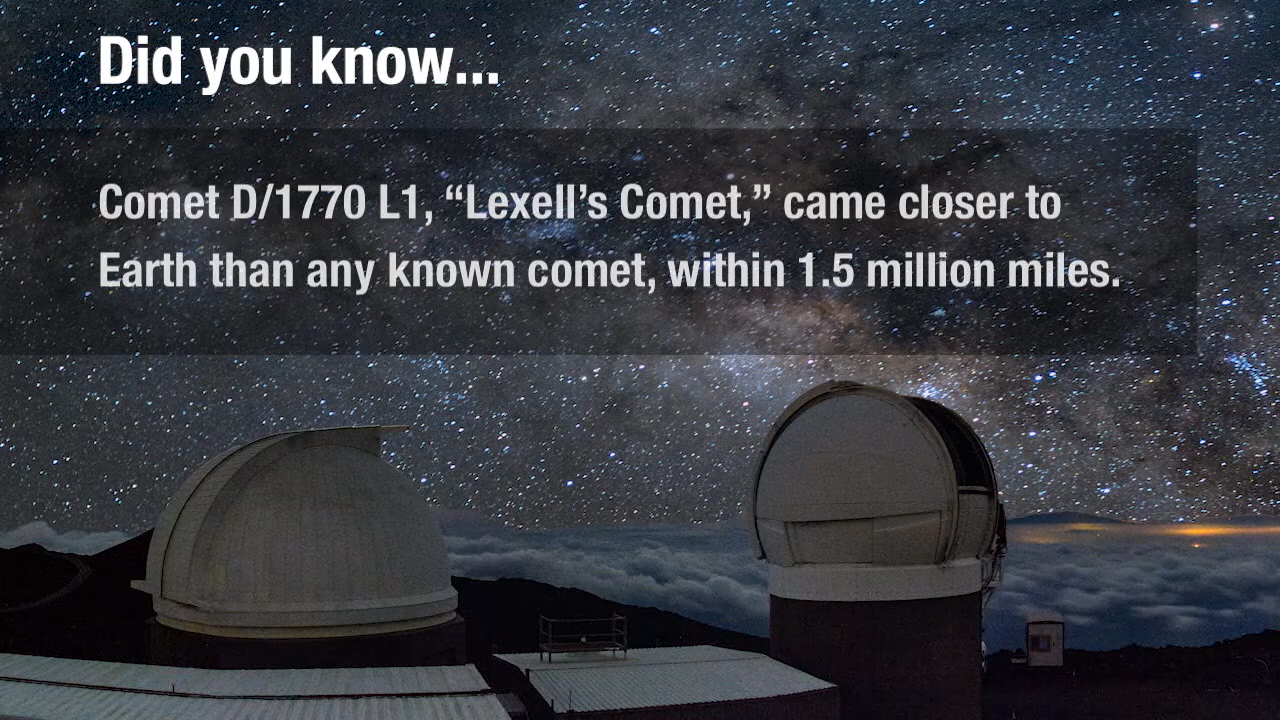 Did you know...
Comet D/1770 L1, “Lexell’s Comet,” came closer to
Earth than any known comet, within 1.5 million miles.